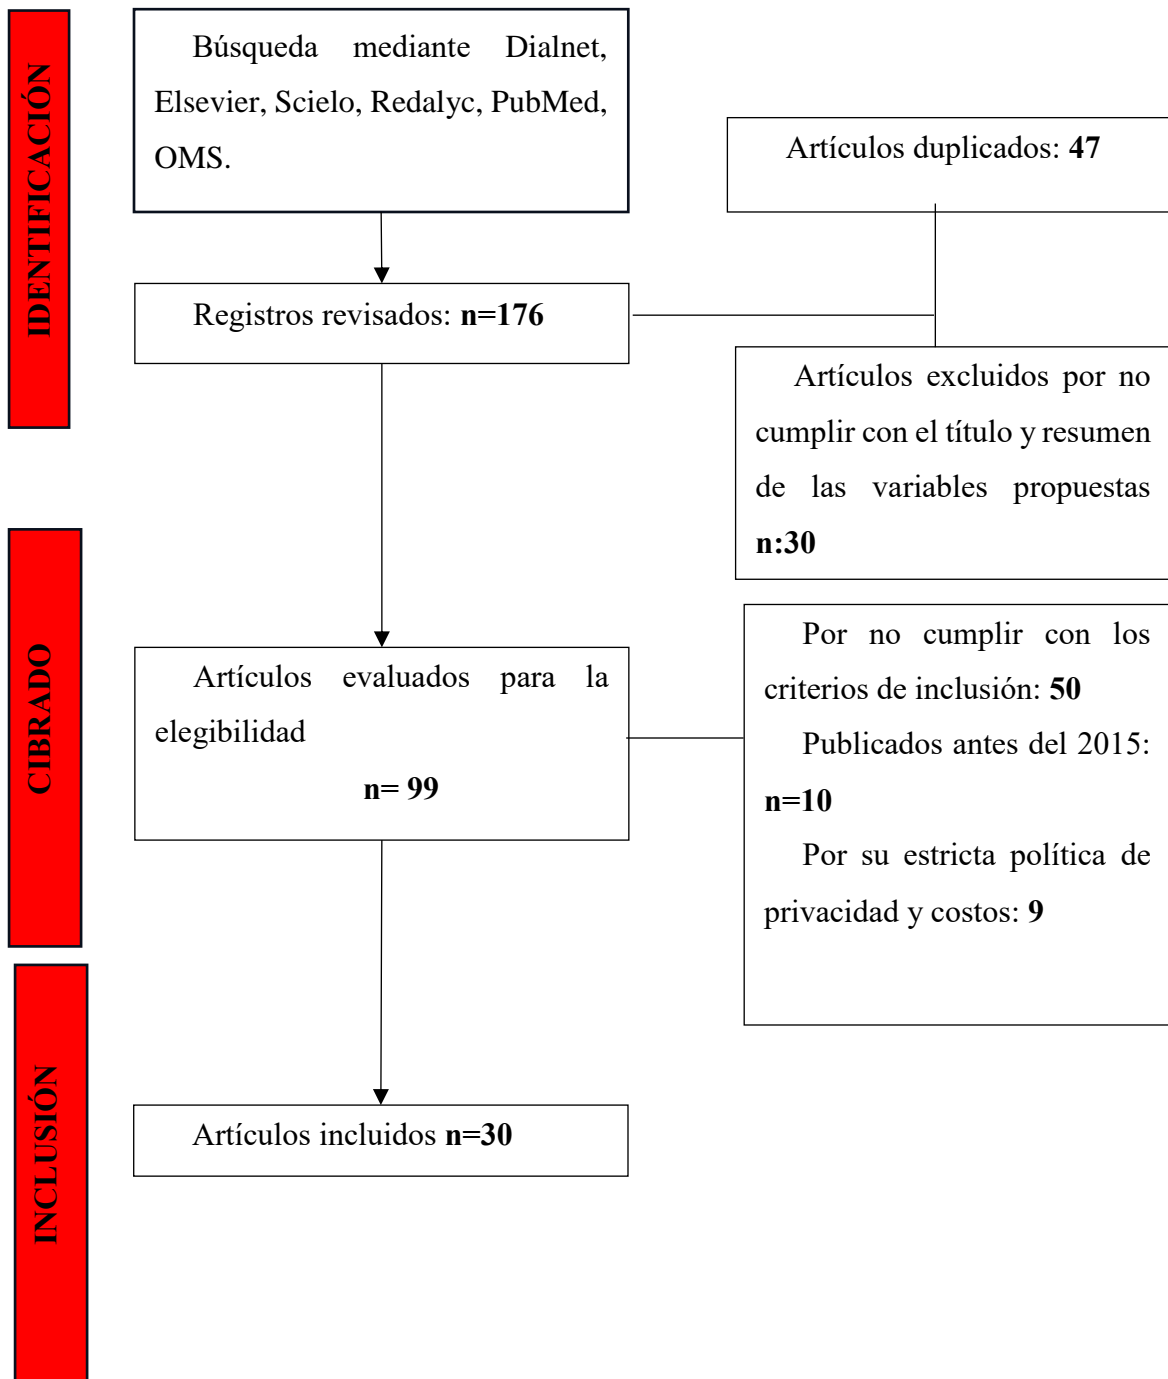 IDENTIFICACIÓN
Búsqueda mediante Dialnet,
Elsevier, Scielo, Redalyc, PubMed,
OMS.
Artículos duplicados: 47
Registros revisados: n=176
Artículos excluidos por no
cumplir con el título y resumen
de las variables propuestas
n:30
CIBRADO
Artículos evaluados para la
elegibilidad
n= 99
Por no cumplir con los
criterios de inclusión: 50
Publicados antes del 2015:
n=10
Por su estricta política de
privacidad y costos: 9
INCLUSIÓN
Artículos incluidos n=30